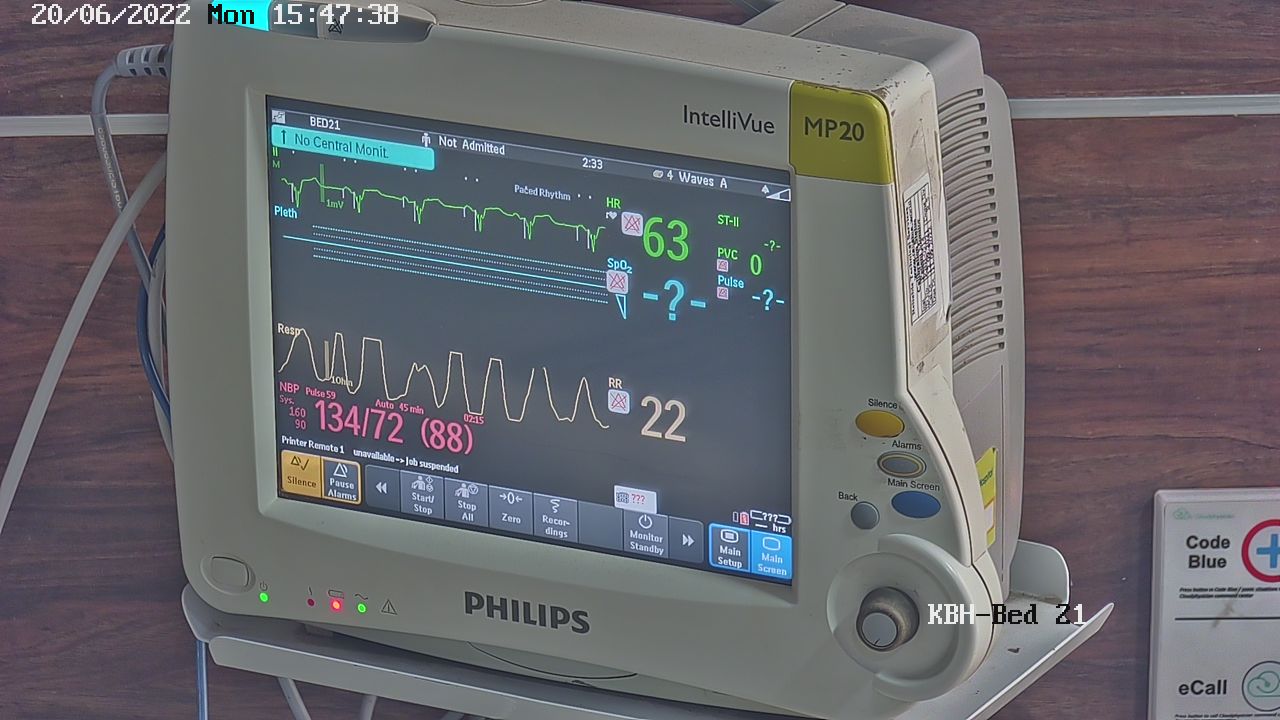 20/06/2022 Mon 15:47:38
IntelliVue
MP20
BED21
No Central Monit.
Not Admitted
2:33
4 Waves A
II
M
1mV
Paced Rhythm
HR
63
ST-II
-?-
PVC
0
Pleth
SpO₂
-?-
Pulse
-?-
Resp
1Ohm
RR
22
NBP
Pulse 59
Sys.
160
90
Auto 45 min
02:15
134/72 (88)
Printer Remote 1 unavailable -> Job suspended
Silence
Pause Alarms
Start/ Stop
Stop All
→0← Zero
Recor- dings
???
Monitor Standby
???
hrs
Main Setup
Main Screen
Silence
Alarms
Main Screen
Back
PHILIPS
KBH-Bed 21
Code Blue
eCall